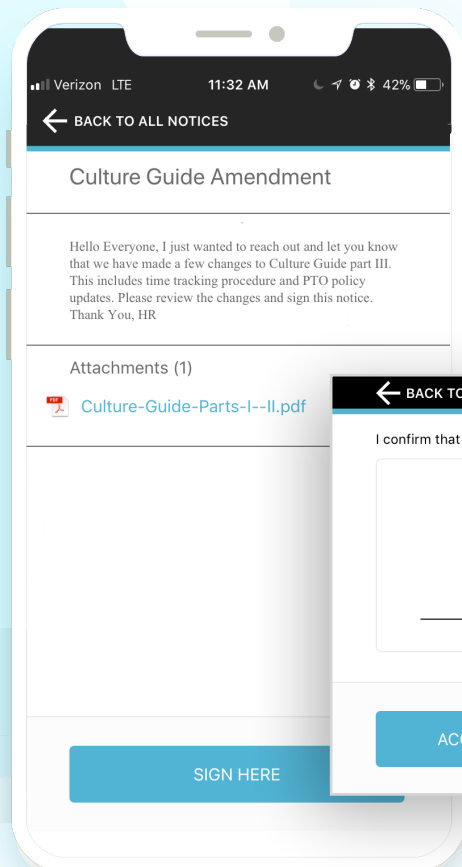 Verizon LTE 11:32 AM 42%
BACK TO ALL NOTICES
Culture Guide Amendment
Hello Everyone, I just wanted to reach out and let you know
that we have made a few changes to Culture Guide part III.
This includes time tracking procedure and PTO policy
updates. Please review the changes and sign this notice.
Thank You, HR
Attachments (1)
PDF
Culture-Guide-Parts-I--II.pdf
SIGN HERE
BACK TO
I confirm that